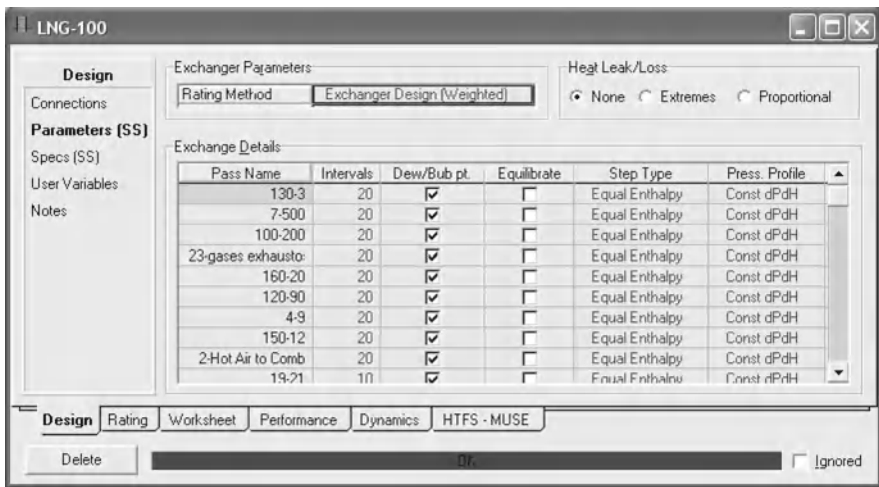 LNG-100
Design
Connections
Parameters (SS)
Specs (SS)
User Variables
Notes
Exchanger Parameters
Rating Method Exchanger Design (Weighted)
Heat Leak/Loss
None Extremes Proportional
Exchange Details
Pass Name Intervals Dew/Bub pt. Equilibrate Step Type Press. Profile
130-3 20 Equal Enthalpy Const dPdH
7-500 20 Equal Enthalpy Const dPdH
100-200 20 Equal Enthalpy Const dPdH
23-gases exhausto 20 Equal Enthalpy Const dPdH
160-20 20 Equal Enthalpy Const dPdH
120-90 20 Equal Enthalpy Const dPdH
4-9 20 Equal Enthalpy Const dPdH
150-12 20 Equal Enthalpy Const dPdH
2-Hot Air to Comb 20 Equal Enthalpy Const dPdH
19-21 10 Equal Enthalpy Const dPdH
Design Rating Worksheet Performance Dynamics HTFS - MUSE
Delete Ignored